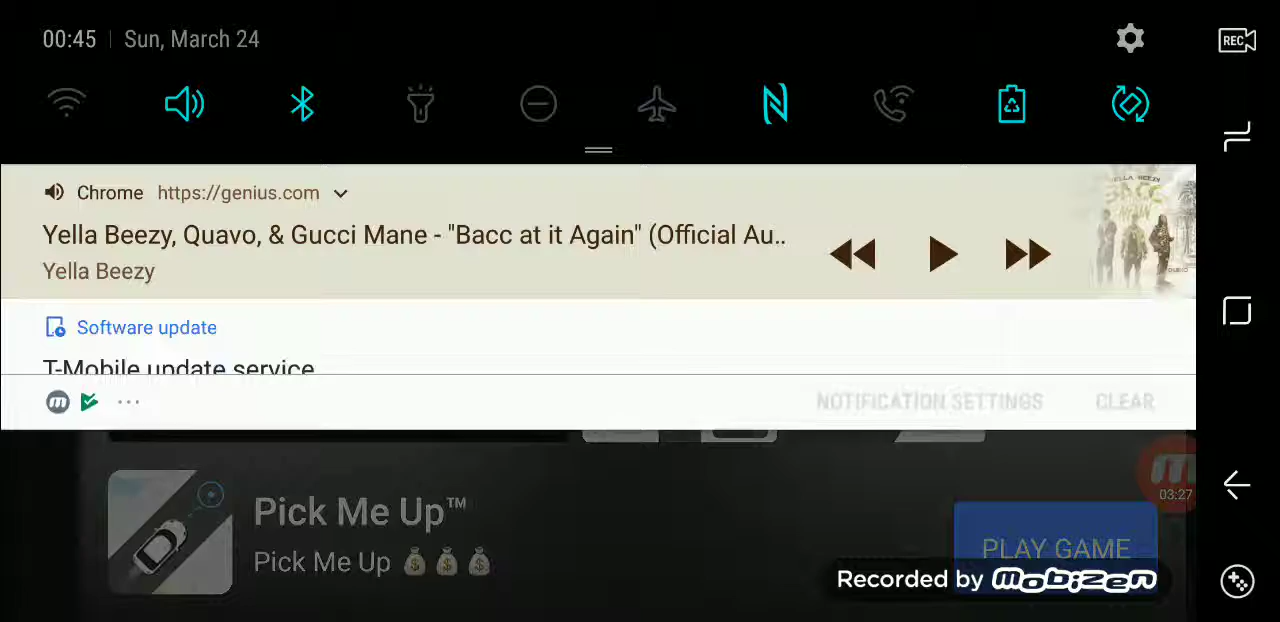 00:45 | Sun, March 24
REC
Chrome https://genius.com
Yella Beezy, Quavo, & Gucci Mane - "Bacc at it Again" (Official Au..
Yella Beezy
Software update
T-Mobile update service
NOTIFICATION SETTINGS CLEAR
03:27
Pick Me Up™
Pick Me Up
PLAY GAME
Recorded by mobizen